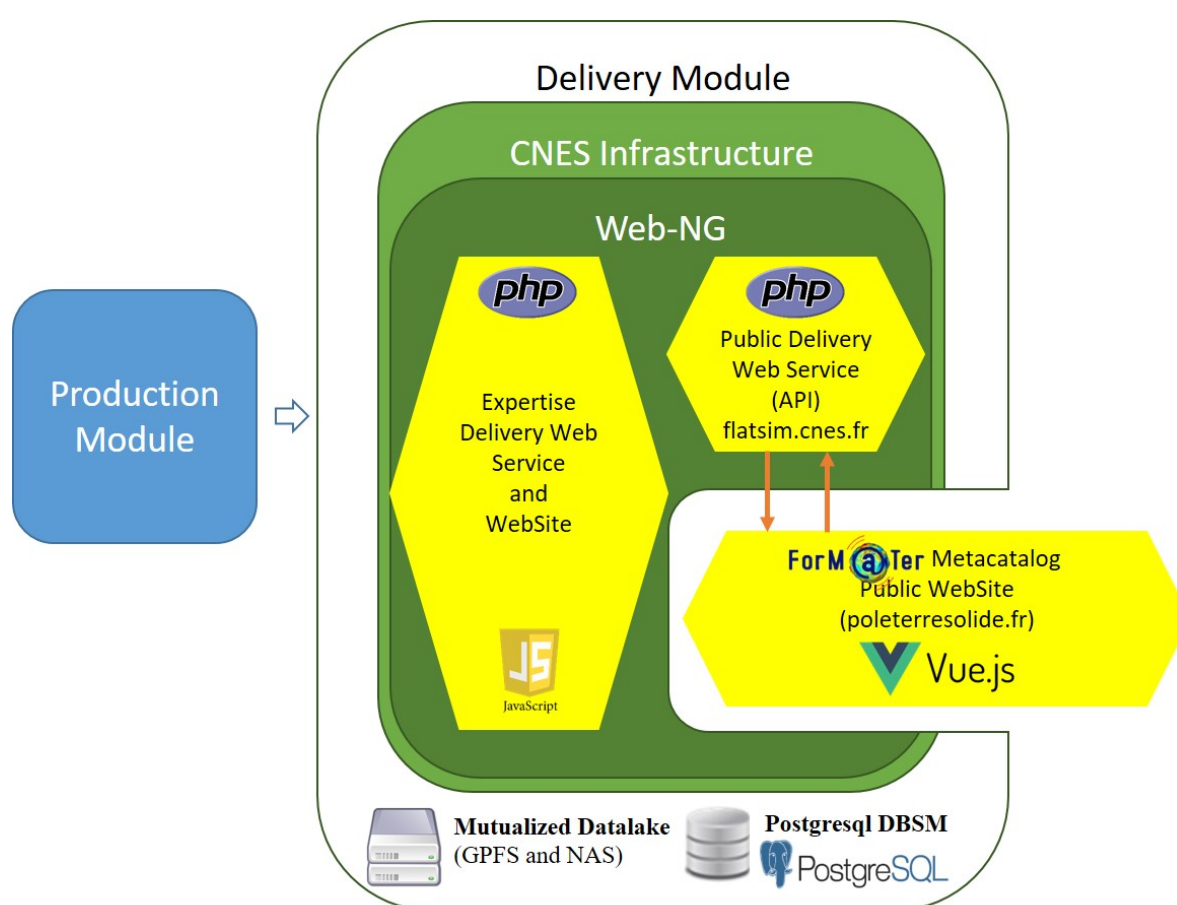 Delivery Module
CNES Infrastructure
Web-NG
Production
Module
php
Expertise
Delivery Web
Service
and
WebSite
JS
JavaScript
php
Public Delivery
Web Service
(API)
flatsim.cnes.fr
ForM@Ter Metacatalog
Public WebSite
(poleterresolide.fr)
Vue.js
Mutualized Datalake
(GPFS and NAS)
Postgresql DBSM
PostgreSQL